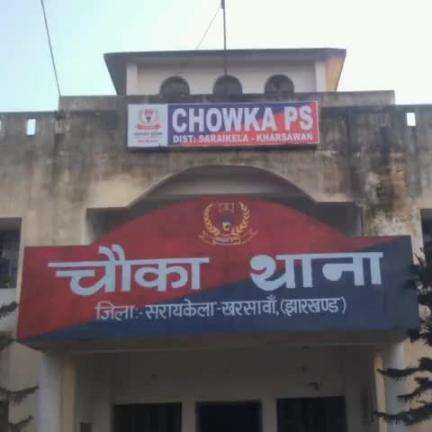 CHOWKA PS
DIST: SARAIKELA - KHARSAWAN
चौका थाना
जिला:- सरायकेला-खरसावाँ, (झारखण्ड)